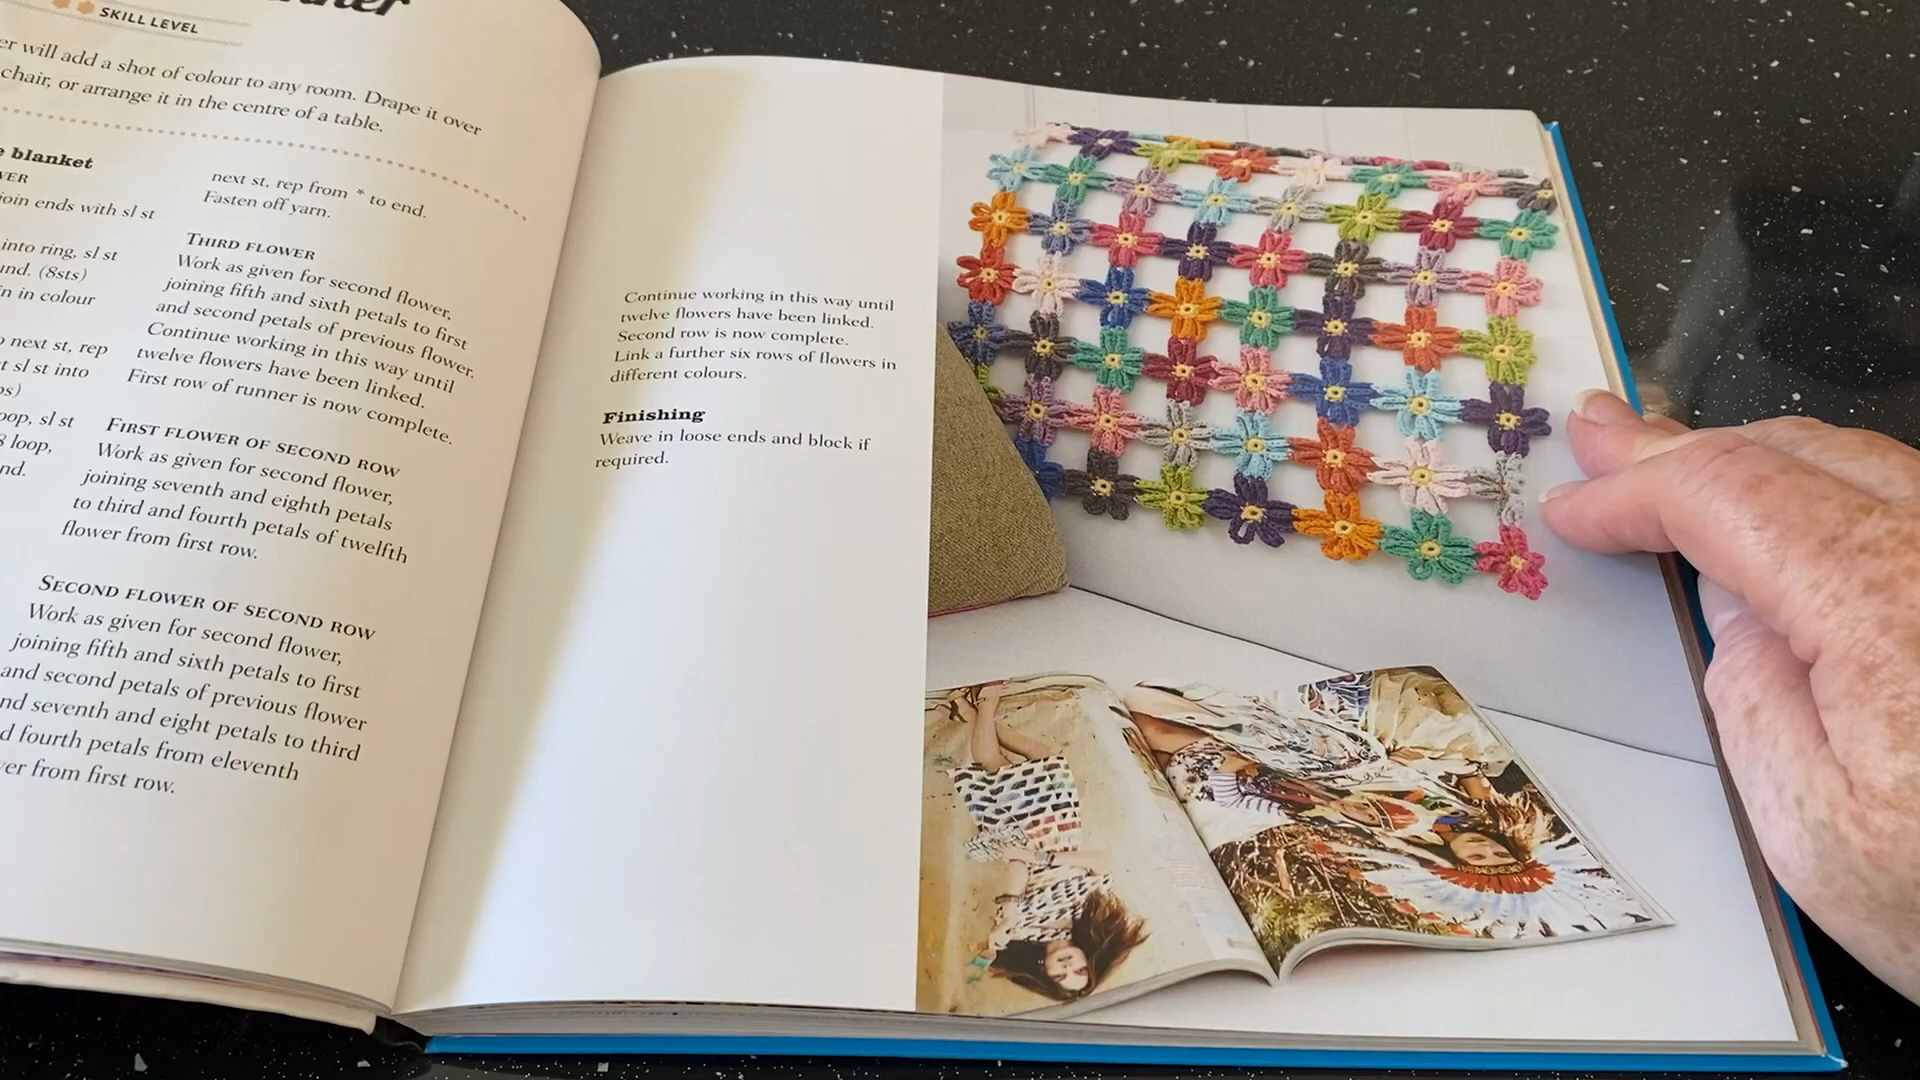 SKILL LEVEL
will add a shot of colour to any room. Drape it over
chair, or arrange it in the centre of a table.
blanket
join ends with sl st
into ring, sl st
(8sts)
in colour
next st, rep
sl st into
loop, sl st
loop,
next st, rep from * to end.
Fasten off yarn.
THIRD FLOWER
Work as given for second flower,
joining fifth and sixth petals to first
and second petals of previous flower.
Continue working in this way until
twelve flowers have been linked.
First row of runner is now complete.
FIRST FLOWER OF SECOND ROW
Work as given for second flower,
joining seventh and eighth petals
to third and fourth petals of twelfth
flower from first row.
SECOND FLOWER OF SECOND ROW
Work as given for second flower,
joining fifth and sixth petals to first
and second petals of previous flower
nd seventh and eight petals to third
d fourth petals from eleventh
er from first row.
Continue working in this way until
twelve flowers have been linked.
Second row is now complete.
Link a further six rows of flowers in
different colours.
Finishing
Weave in loose ends and block if
required.